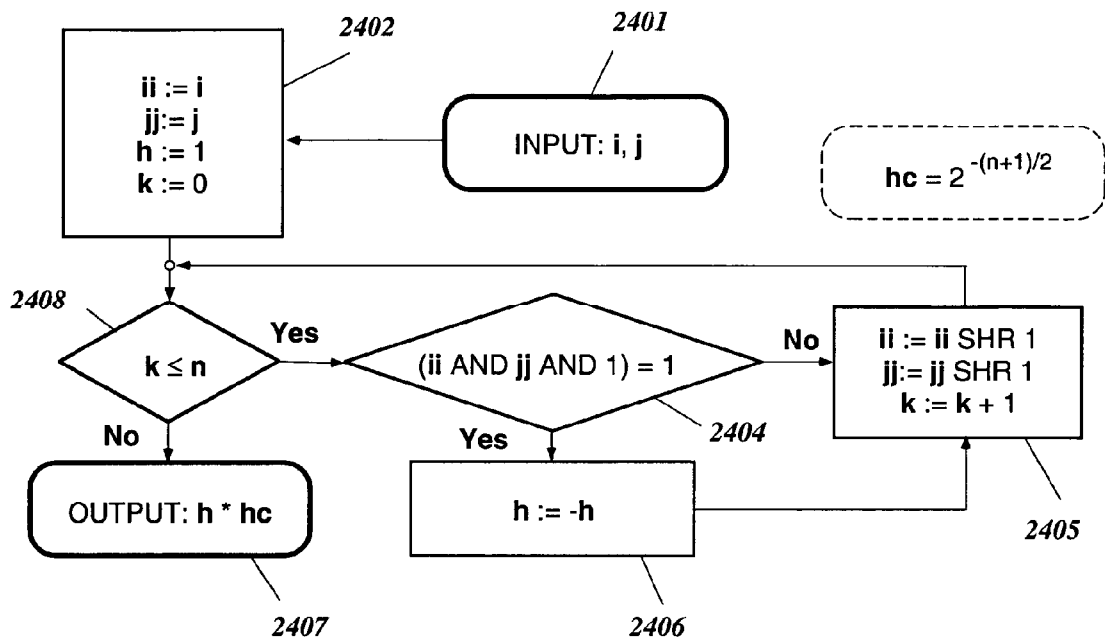 2402
ii := i
jj:= j
h := 1
k := 0
2401
INPUT: i, j
hc = 2 -(n+1)/2
2408
k ≤ n
Yes
No
(ii AND jj AND 1) = 1
No
Yes
2404
ii := ii SHR 1
jj:= jj SHR 1
k := k + 1
2405
OUTPUT: h * hc
2407
h := -h
2406